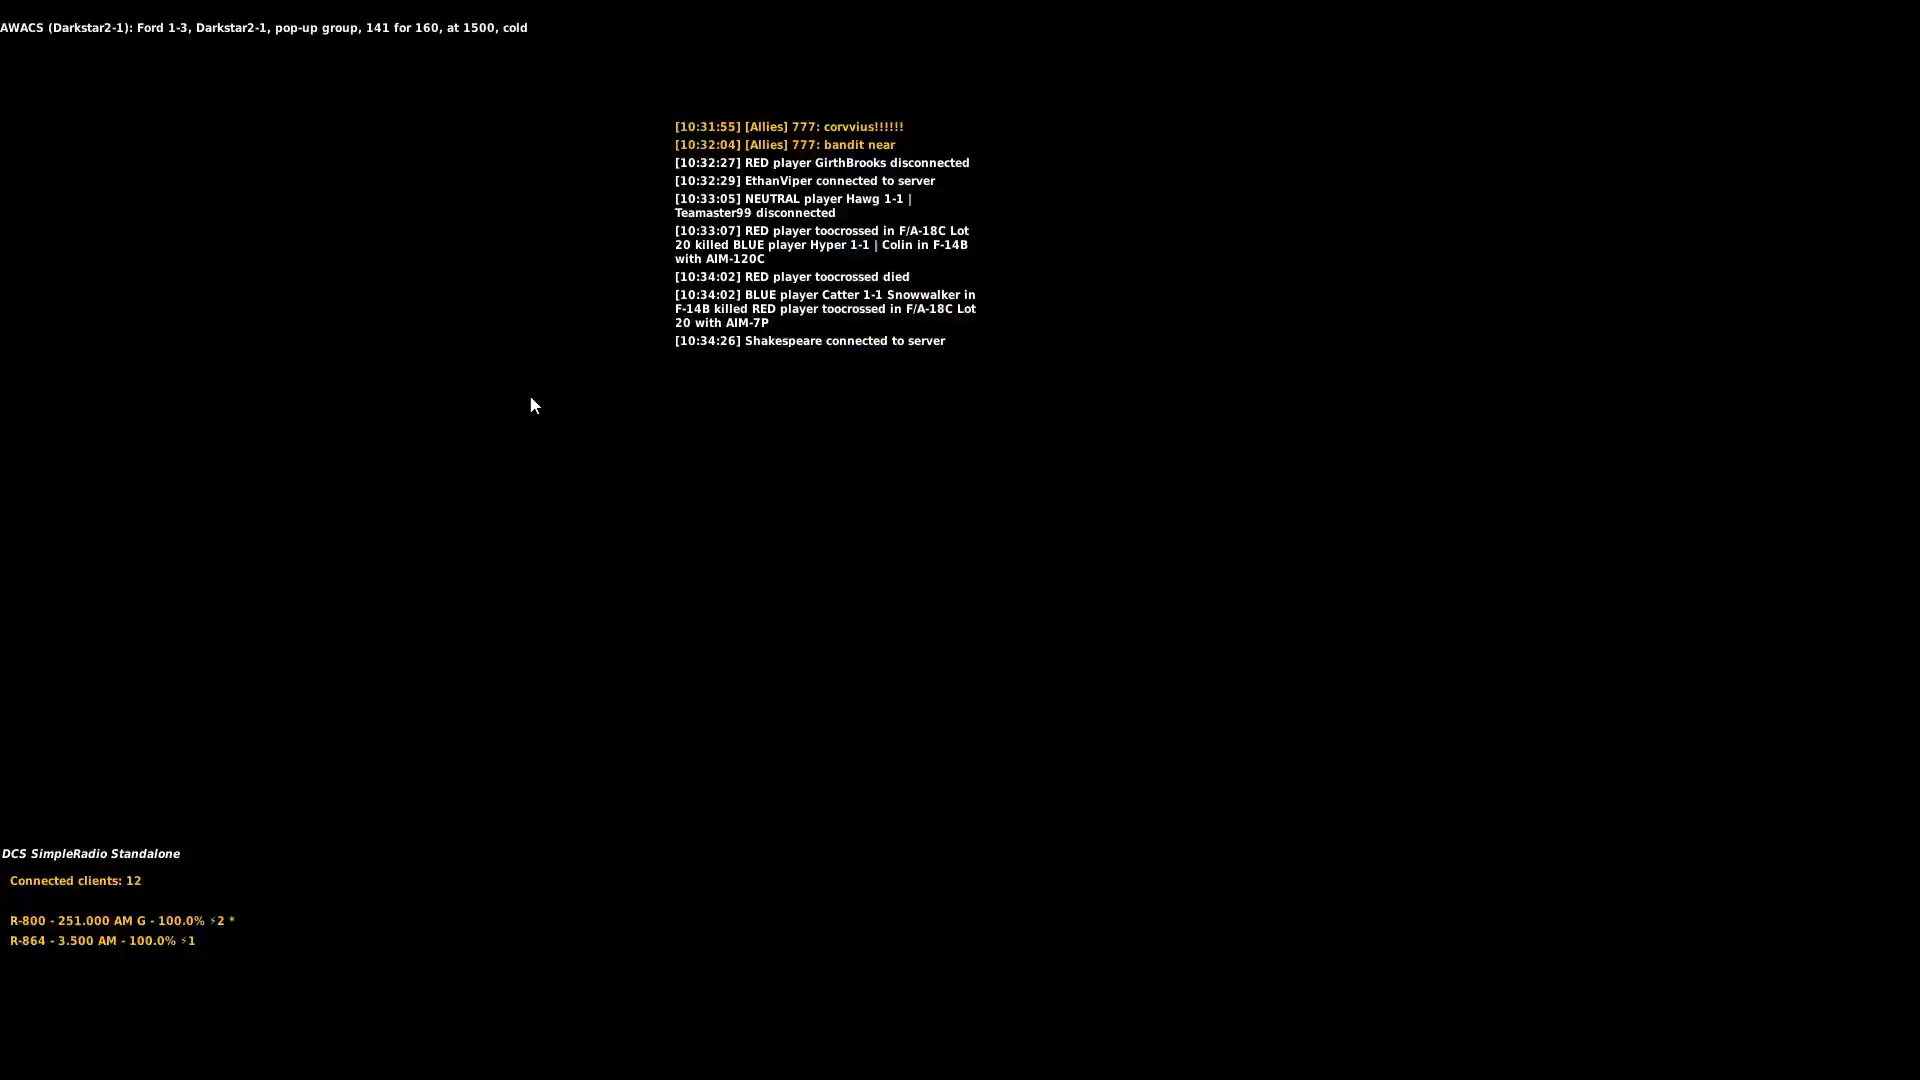 AWACS (Darkstar2-1): Ford 1-3, Darkstar2-1, pop-up group, 141 for 160, at 1500, cold
[10:31:55] [Allies] 777: corvvius!!!!!!
[10:32:04] [Allies] 777: bandit near
[10:32:27] RED player GirthBrooks disconnected
[10:32:29] EthanViper connected to server
[10:33:05] NEUTRAL player Hawg 1-1 |
Teamaster99 disconnected
[10:33:07] RED player toocrossed in F/A-18C Lot
20 killed BLUE player Hyper 1-1 | Colin in F-14B
with AIM-120C
[10:34:02] RED player toocrossed died
[10:34:02] BLUE player Catter 1-1 Snowwalker in
F-14B killed RED player toocrossed in F/A-18C Lot
20 with AIM-7P
[10:34:26] Shakespeare connected to server
DCS SimpleRadio Standalone
Connected clients: 12
R-800 - 251.000 AM G - 100.0% ⚡2 *
R-864 - 3.500 AM - 100.0% ⚡1